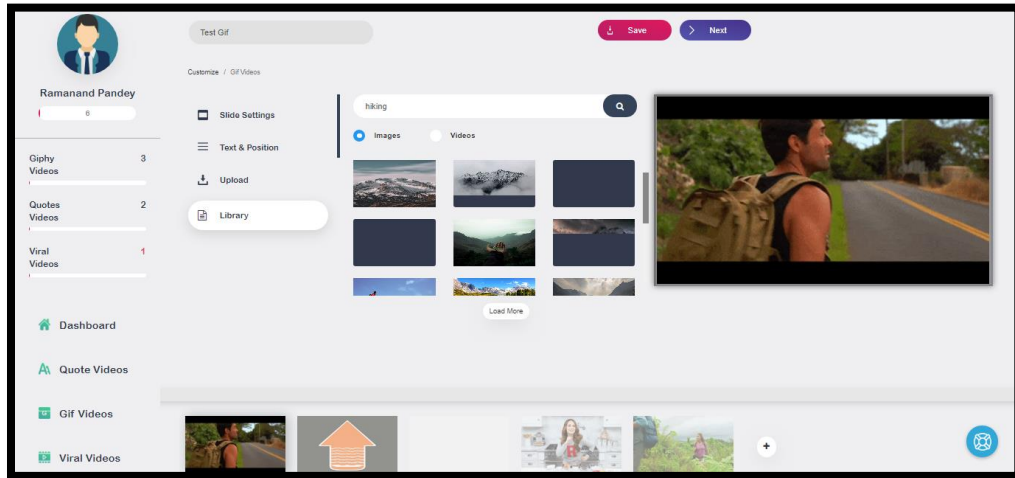 Ramanand Pandey
6
Giphy Videos 3
Quotes Videos 2
Viral Videos 1
Dashboard
Quote Videos
Gif Videos
Viral Videos
Test Gif
Save
Next
Customize / Gif Videos
Slide Settings
Text & Position
Upload
Library
hiking
Images
Videos
Load More
+